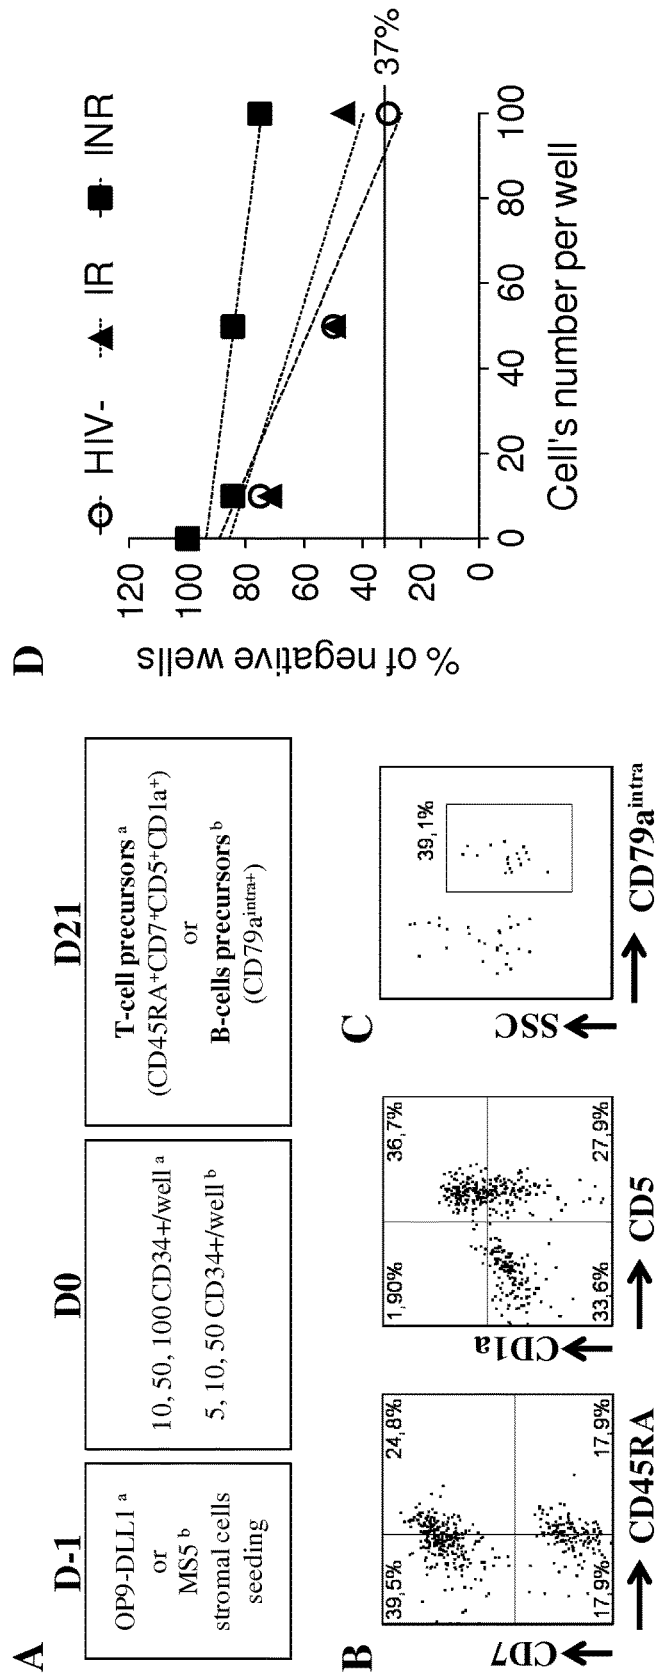 A
D-1
D0
D21
OP9-DLL1 a
or
MS5 b
stromal cells
seeding
10, 50, 100 CD34+/well a
5, 10, 50 CD34+/well b
T-cell precursors a
(CD45RA+CD7+CD5+CD1a+)
or
B-cells precursors b
(CD79a intra+)
B
39,5%
24,8%
17,9%
17,9%
CD7
CD45RA
1,90%
36,7%
33,6%
27,9%
CD1a
CD5
C
39,1%
SSC
CD79a intra
D
HIV-
IR
INR
120
100
80
60
40
20
0
% of negative wells
37%
0
20
40
60
80
100
Cell's number per well